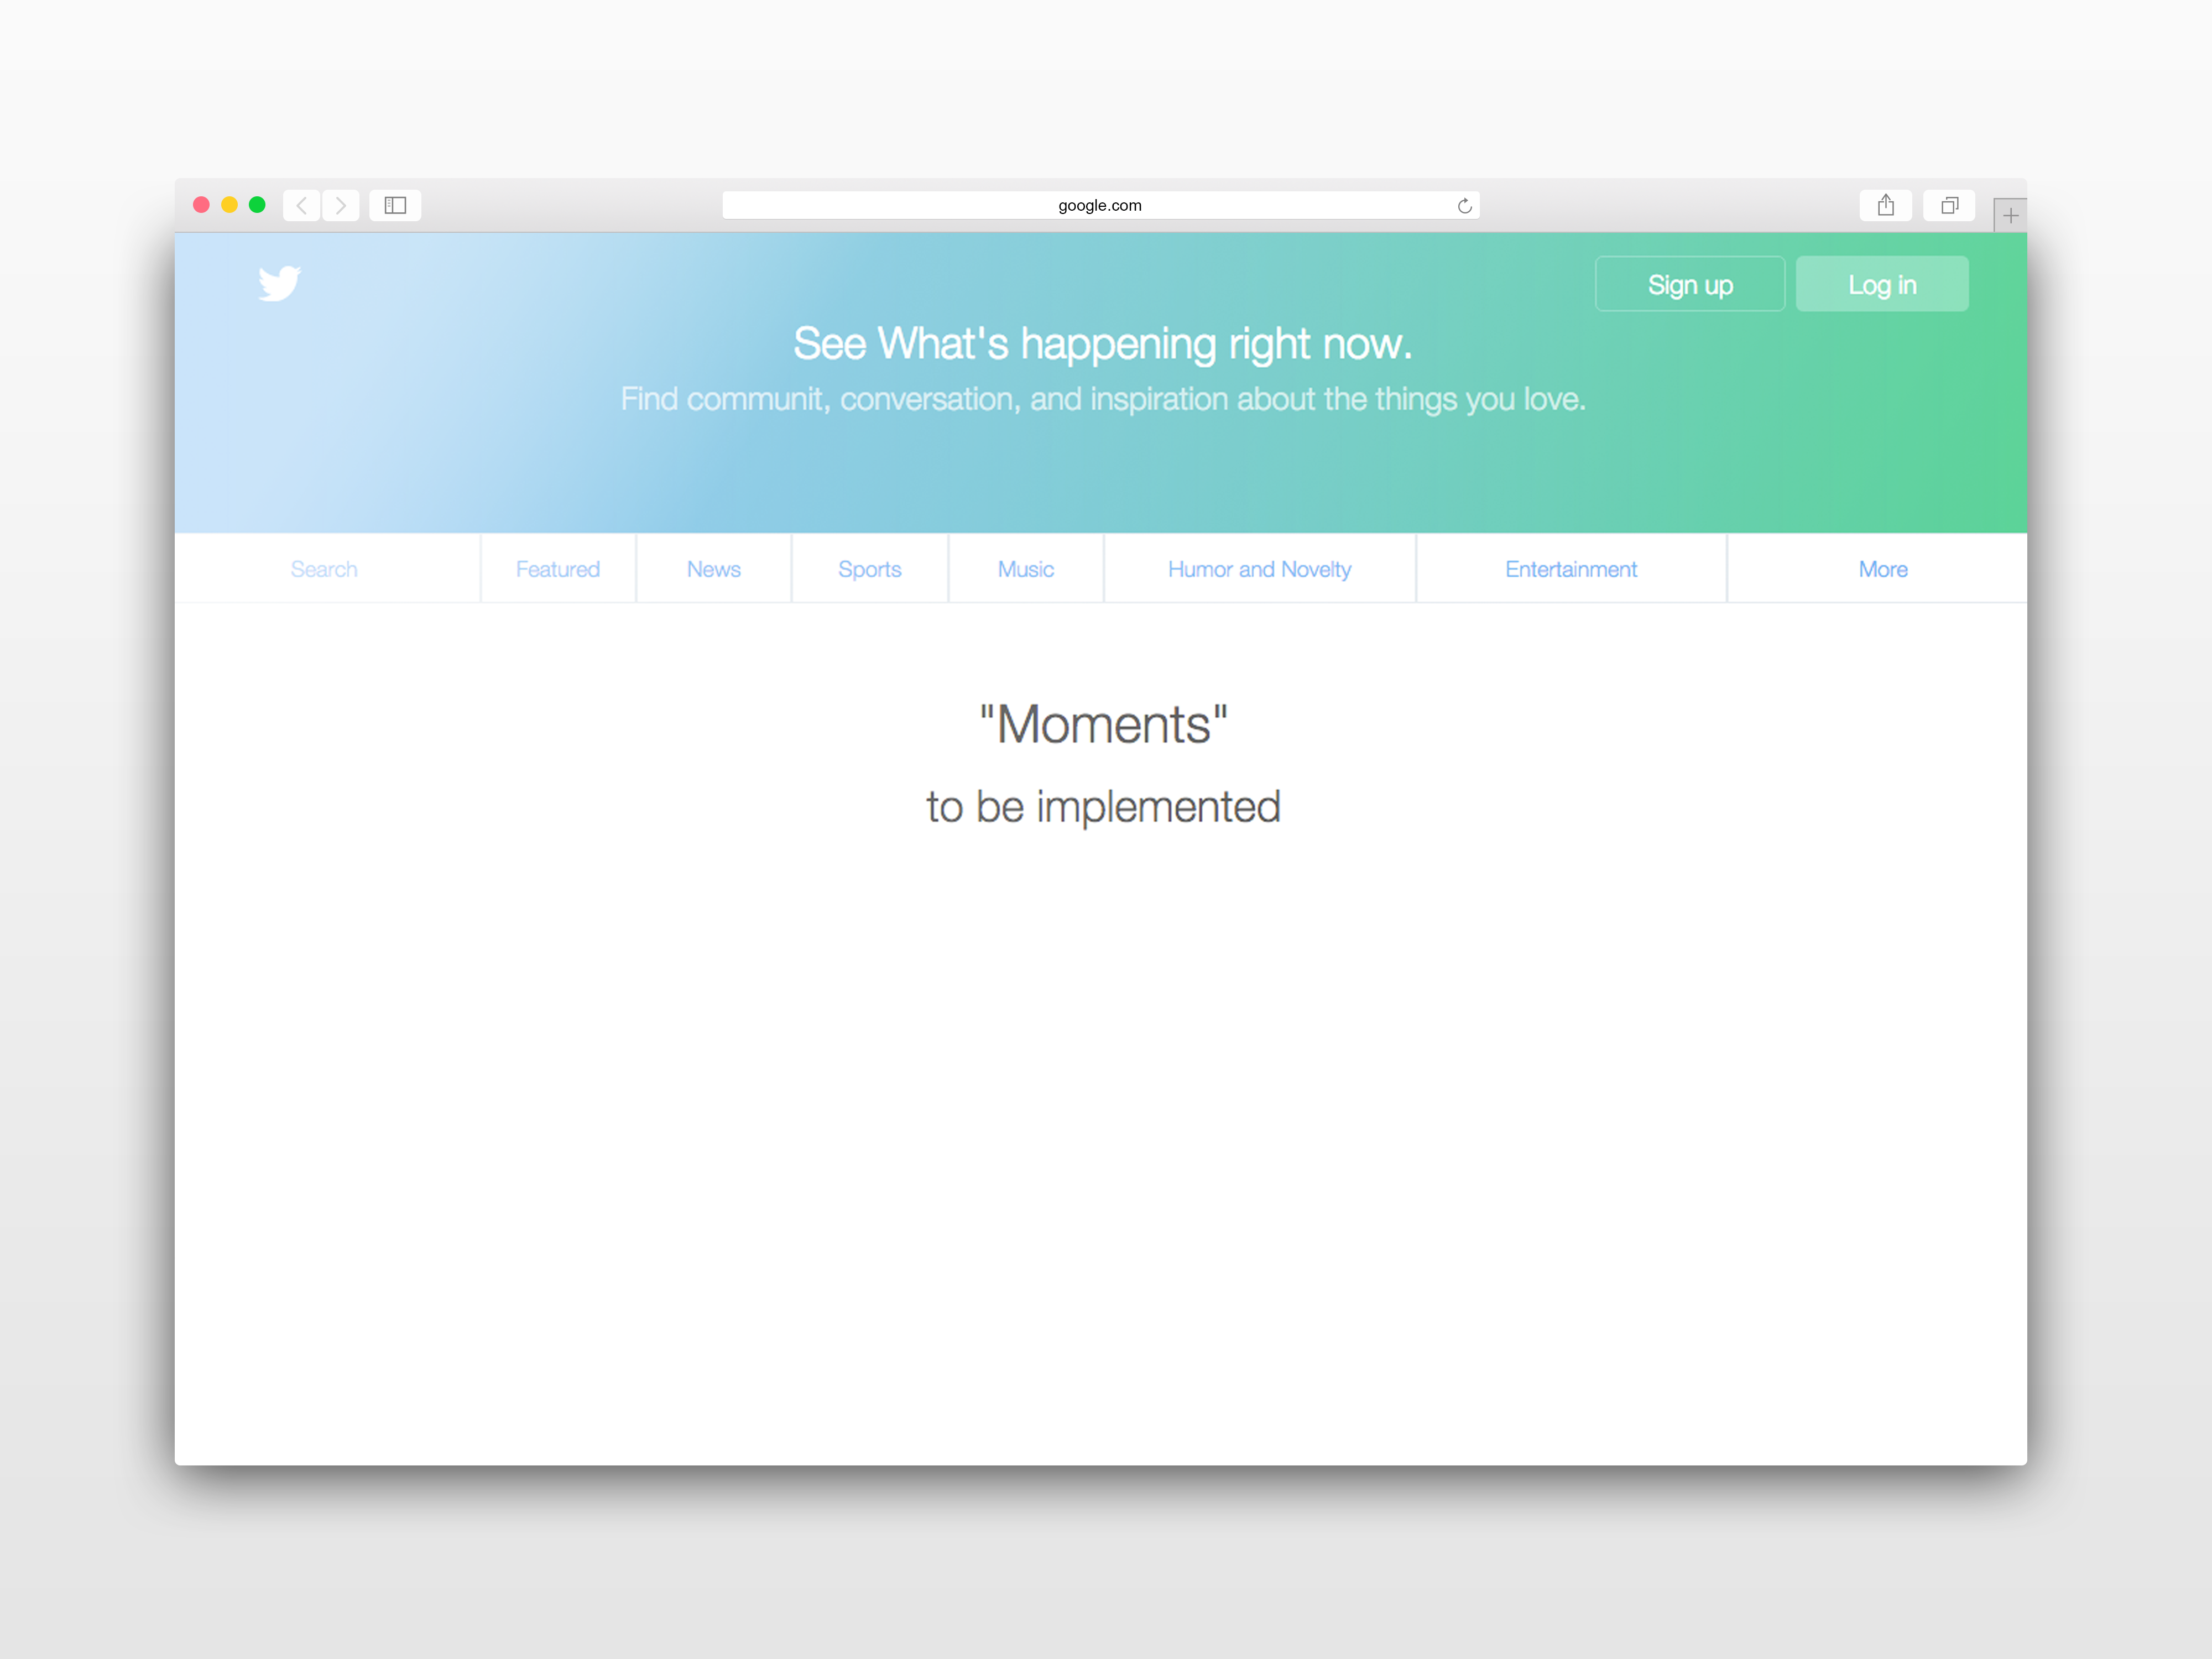 google.com
Sign up
Log in
See What's happening right now.
Find communit, conversation, and inspiration about the things you love.
Search
Featured
News
Sports
Music
Humor and Novelty
Entertainment
More
"Moments"
to be implemented